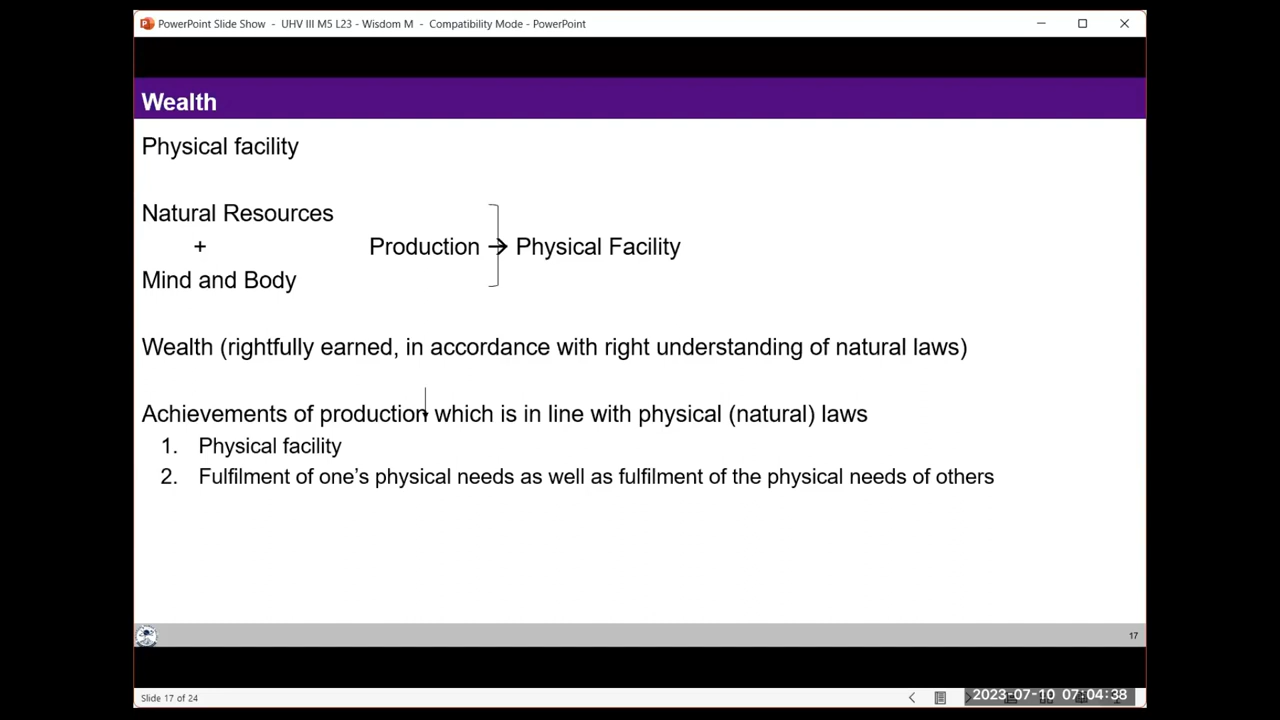 PowerPoint Slide Show - UHV III M5 L23 - Wisdom M - Compatibility Mode - PowerPoint
Wealth
Physical facility
Natural Resources
+
Production → Physical Facility
Mind and Body
Wealth (rightfully earned, in accordance with right understanding of natural laws)
Achievements of production which is in line with physical (natural) laws
1. Physical facility
2. Fulfilment of one’s physical needs as well as fulfilment of the physical needs of others
17
Slide 17 of 24
2023-07-10 07:04:38